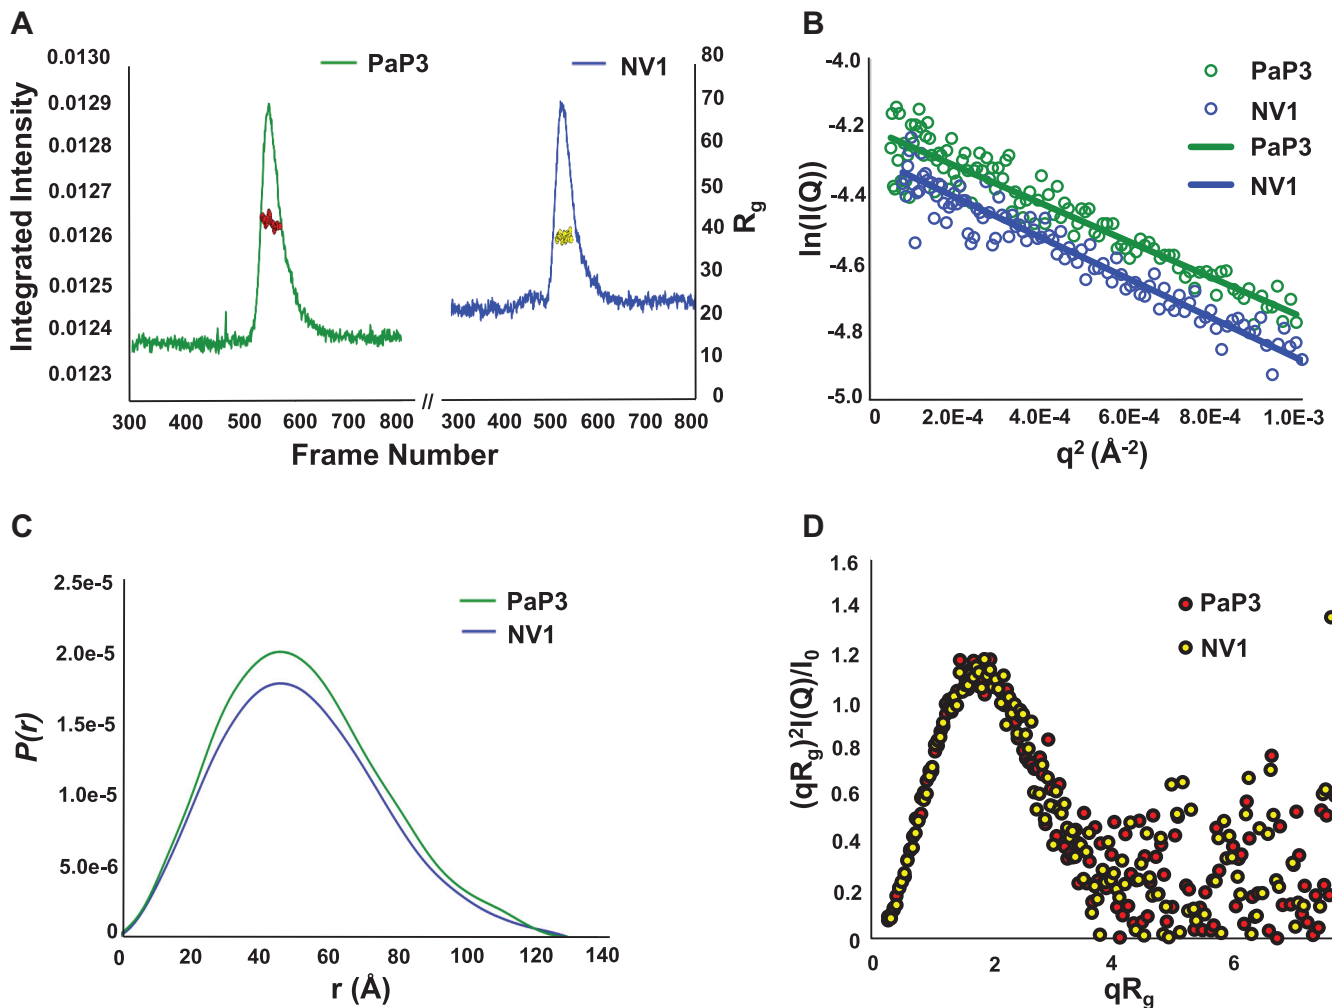 A
PaP3
NV1
Integrated Intensity
0.0130
0.0129
0.0128
0.0127
0.0126
0.0125
0.0124
0.0123
80
70
60
50
40
30
20
10
0
Rg
300 400 500 600 700 800 // 300 400 500 600 700 800
Frame Number
B
PaP3
NV1
PaP3
NV1
ln(I(Q))
-4.0
-4.2
-4.4
-4.6
-4.8
-5.0
0 2.0E-4 4.0E-4 6.0E-4 8.0E-4 1.0E-3
q² (Å⁻²)
C
PaP3
NV1
P(r)
2.5e-5
2.0e-5
1.5e-5
1.0e-5
5.0e-6
0
0 20 40 60 80 100 120 140
r (Å)
D
PaP3
NV1
(qRg)²I(Q)/I0
1.6
1.4
1.2
1.0
0.8
0.6
0.4
0.2
0
0 2 4 6
qRg